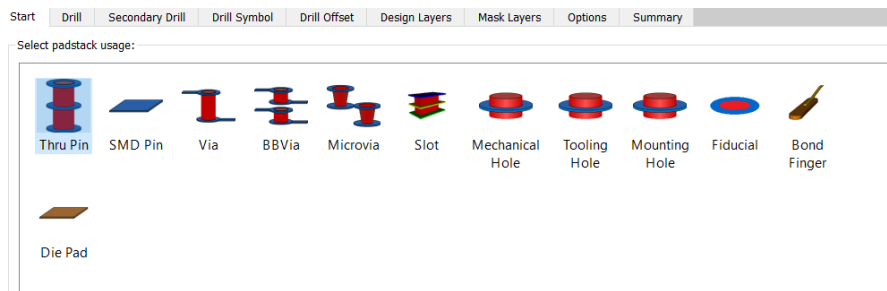 Start Drill Secondary Drill Drill Symbol Drill Offset Design Layers Mask Layers Options Summary
Select padstack usage:
Thru Pin SMD Pin Via BBVia Microvia Slot Mechanical Hole Tooling Hole Mounting Hole Fiducial Bond Finger
Die Pad